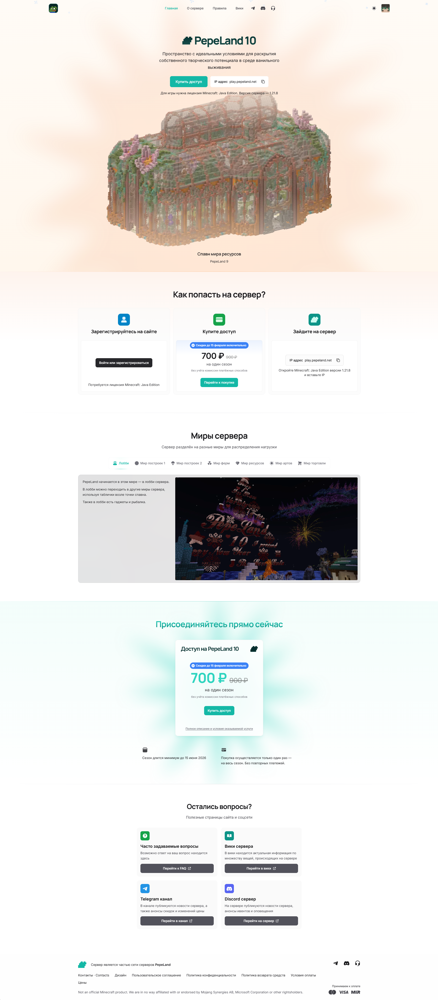 Главная
О сервере
Правила
Вики
PepeLand 10
Пространство с идеальными условиями для раскрытия
собственного творческого потенциала в среде ванильного
выживания
Купить доступ
IP адрес play.pepeland.net
Для игры нужна лицензия Minecraft: Java Edition. Версия сервера — 1.21.8
Спавн мира ресурсов
PepeLand 9
Как попасть на сервер?
Зарегистрируйтесь на сайте
Войти или зарегистрироваться
Потребуется лицензия Minecraft: Java Edition
Купите доступ
Скидки до 15 февраля включительно
700 ₽ 900 ₽
на один сезон
без учёта комиссии платёжных способов
Перейти к покупке
Зайдите на сервер
IP адрес play.pepeland.net
Откройте Minecraft: Java Edition версии 1.21.8
и вставьте IP
Миры сервера
Сервер разделён на разные миры для распределения нагрузки
Лобби
Мир построек 1
Мир построек 2
Мир ферм
Мир ресурсов
Мир артов
Мир торговли
PepeLand начинается в этом мире — в лобби сервера.
В лобби можно переходить в другие миры сервера,
используя таблички возле точки спавна.
Также в лобби есть гаджеты и рыбалка.
PepeLand
10
Присоединяйтесь прямо сейчас
Доступ на PepeLand 10
Скидки до 15 февраля включительно
700 ₽ 900 ₽
на один сезон
без учёта комиссии платёжных способов
Купить доступ
Полное описание и условия оказываемой услуги
Сезон длится минимум до 15 июня 2026
Покупка осуществляется только один раз —
на весь сезон. Без повторных платежей.
Остались вопросы?
Полезные страницы сайта и соцсети
Часто задаваемые вопросы
Возможно ответ на ваш вопрос находится
здесь
Перейти к FAQ
Вики сервера
В вики находится актуальная информация по
множеству вещей, происходящих на сервере
Перейти в вики
Telegram канал
В канале публикуются новости сервера, а
также анонсы скидок и изменений цены
Перейти в канал
Discord сервер
На сервере публикуются новости сервера,
анонсы ивентов и оповещения
Перейти на сервер
Сервер является частью сети серверов PepeLand
Контакты · Contacts
Дизайн
Пользовательское соглашение
Политика конфиденциальности
Политика возврата средств
Условия оплаты
Цены
Not an official Minecraft product. We are in no way affiliated with or endorsed by Mojang Synergies AB, Microsoft Corporation or other rightsholders.
Принимаем к оплате
VISA
MIR